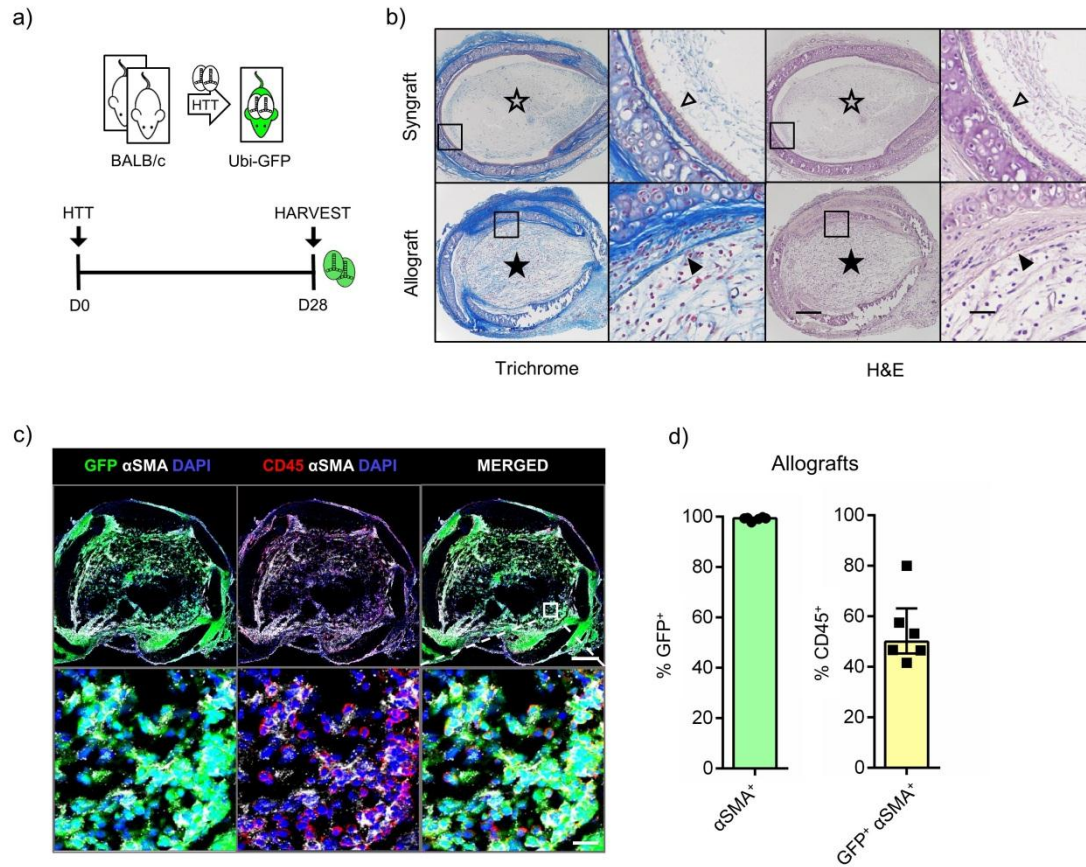 a)
HTT
BALB/c
Ubi-GFP
HTT
HARVEST
D0
D28
b)
Syngraft
Allograft
Trichrome
H&E
c)
GFP αSMA DAPI
CD45 αSMA DAPI
MERGED
d)
Allografts
% GFP⁺
100
80
60
40
20
0
αSMA⁺
% CD45⁺
100
80
60
40
20
0
GFP⁺ αSMA⁺